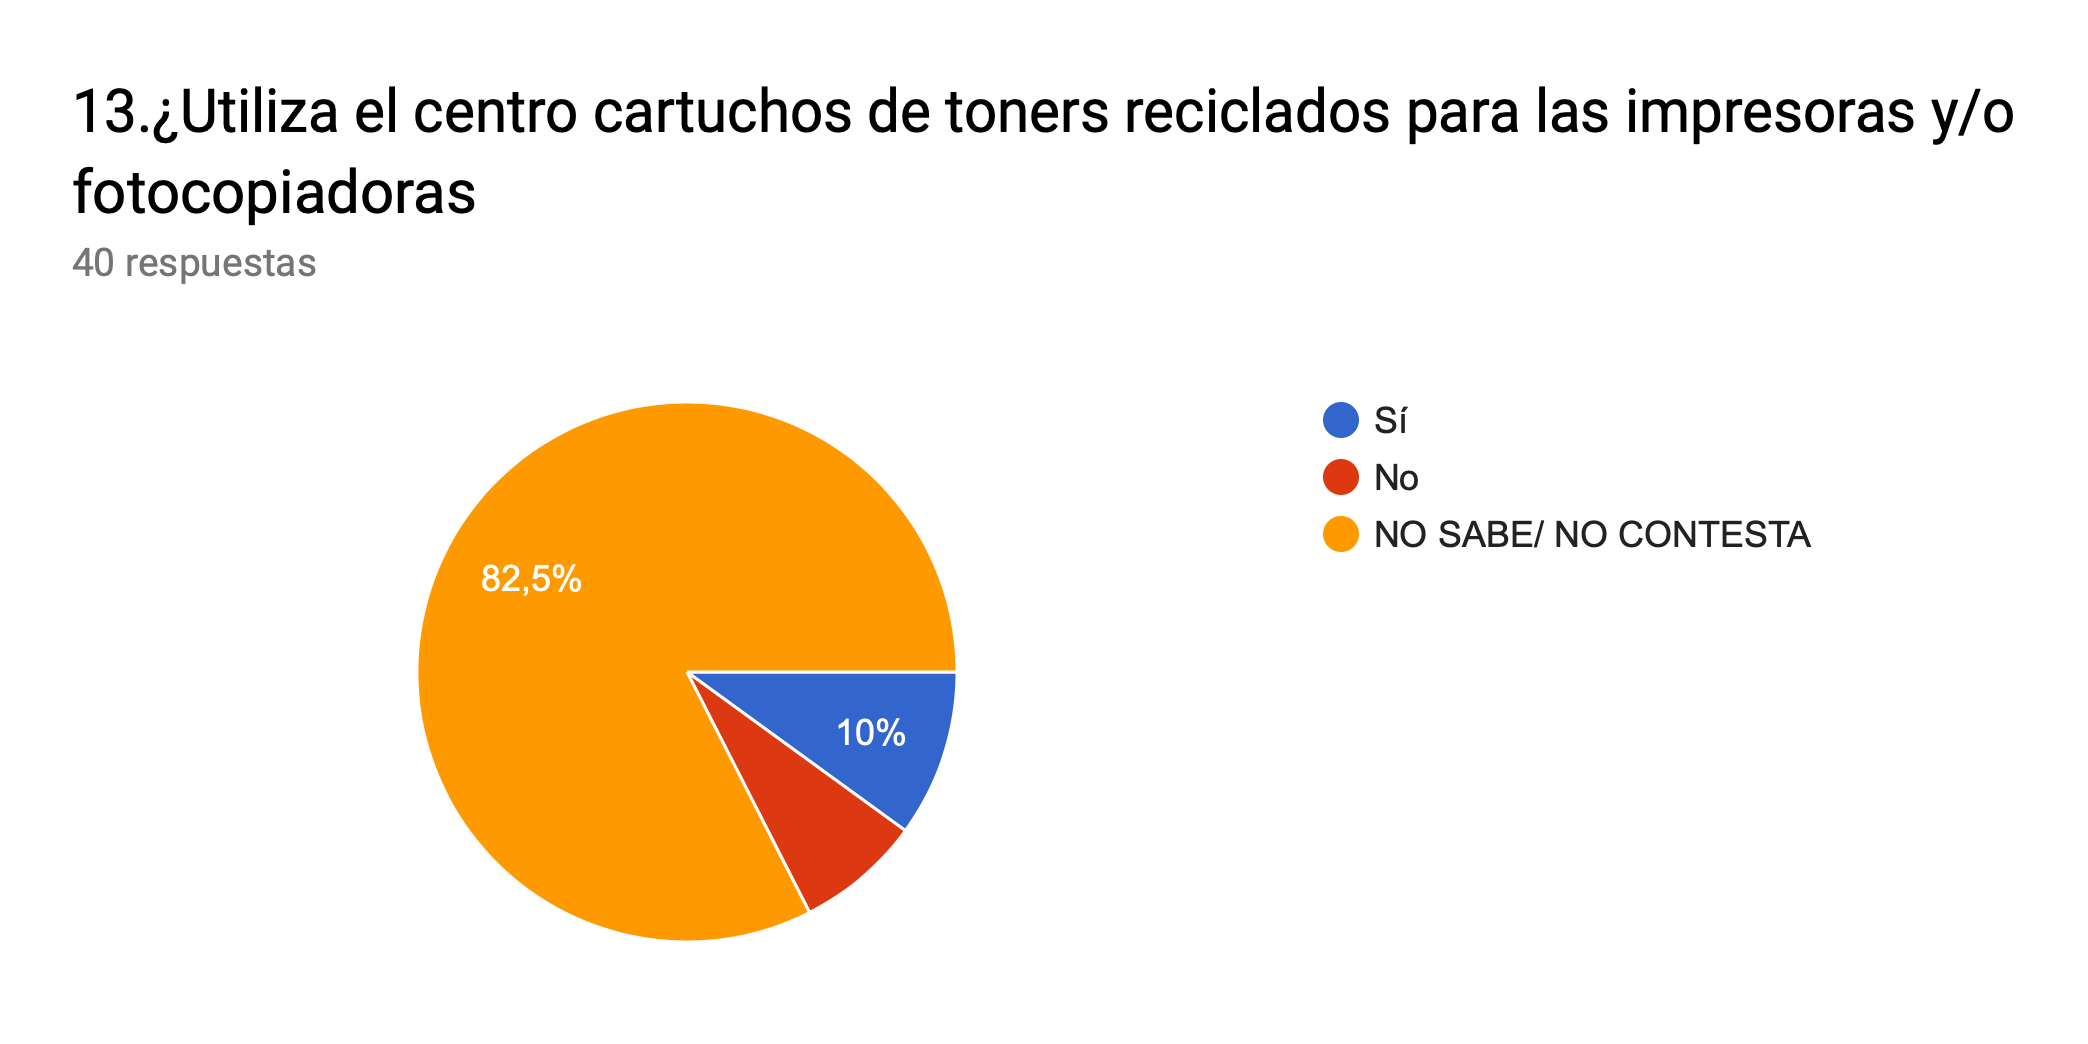 13.¿Utiliza el centro cartuchos de toners reciclados para las impresoras y/o
fotocopiadoras
40 respuestas
Sí
No
NO SABE/ NO CONTESTA
82,5%
10%